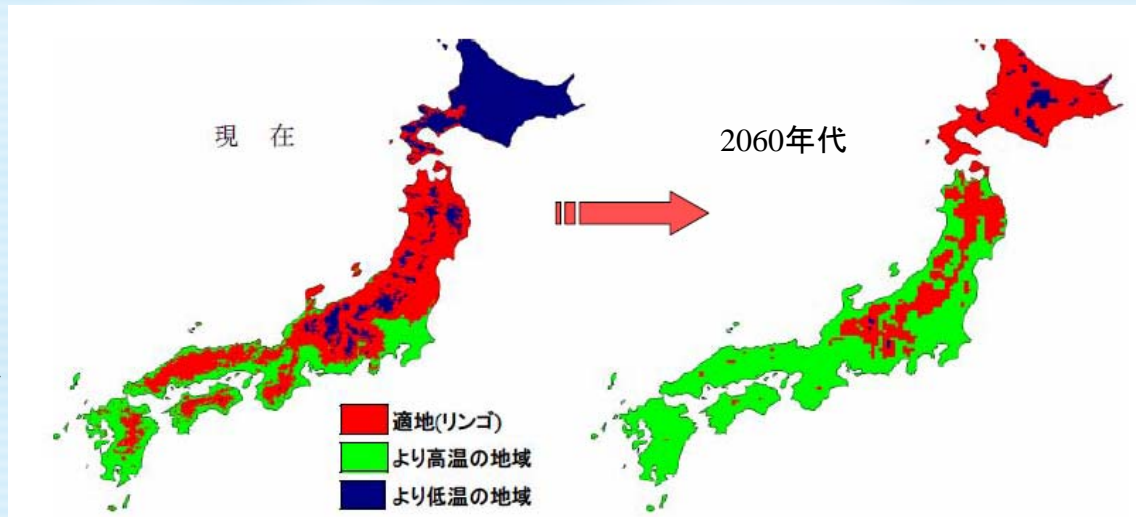 現 在
2060年代
適地(リンゴ)
より高温の地域
より低温の地域